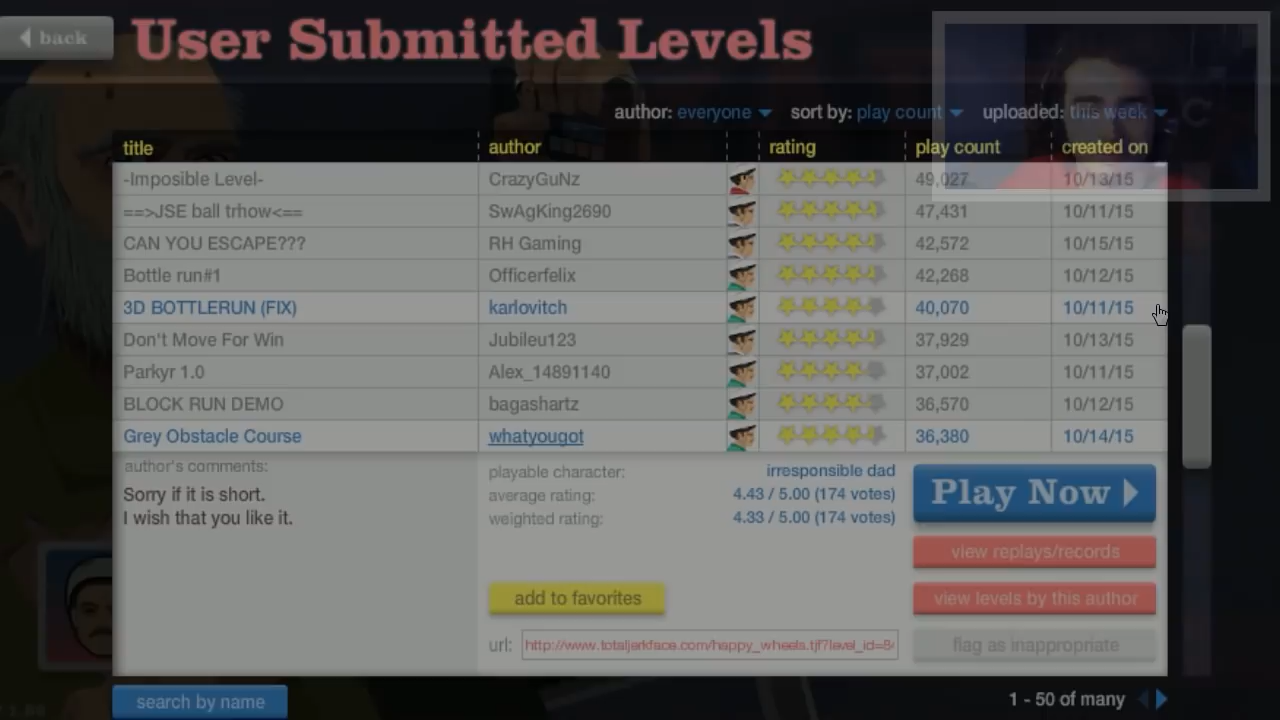 back
User Submitted Levels
author: everyone sort by: play count uploaded: this week
title author rating play count created on
-Imposible Level- CrazyGuNz 49,027 10/13/15
==>JSE ball trhow<== SwAgKing2690 47,431 10/11/15
CAN YOU ESCAPE??? RH Gaming 42,572 10/15/15
Bottle run#1 Officerfelix 42,268 10/12/15
3D BOTTLERUN (FIX) karlovitch 40,070 10/11/15
Don't Move For Win Jubileu123 37,929 10/13/15
Parkyr 1.0 Alex_14891140 37,002 10/11/15
BLOCK RUN DEMO bagashartz 36,570 10/12/15
Grey Obstacle Course whatyougot 36,380 10/14/15
author's comments:
Sorry if it is short.
I wish that you like it.
playable character: irresponsible dad
average rating: 4.43 / 5.00 (174 votes)
weighted rating: 4.33 / 5.00 (174 votes)
Play Now
view replays/records
add to favorites
view levels by this author
url: http://www.totaljerkface.com/happy_wheels.tjf?level_id=8
flag as inappropriate
search by name
1 - 50 of many